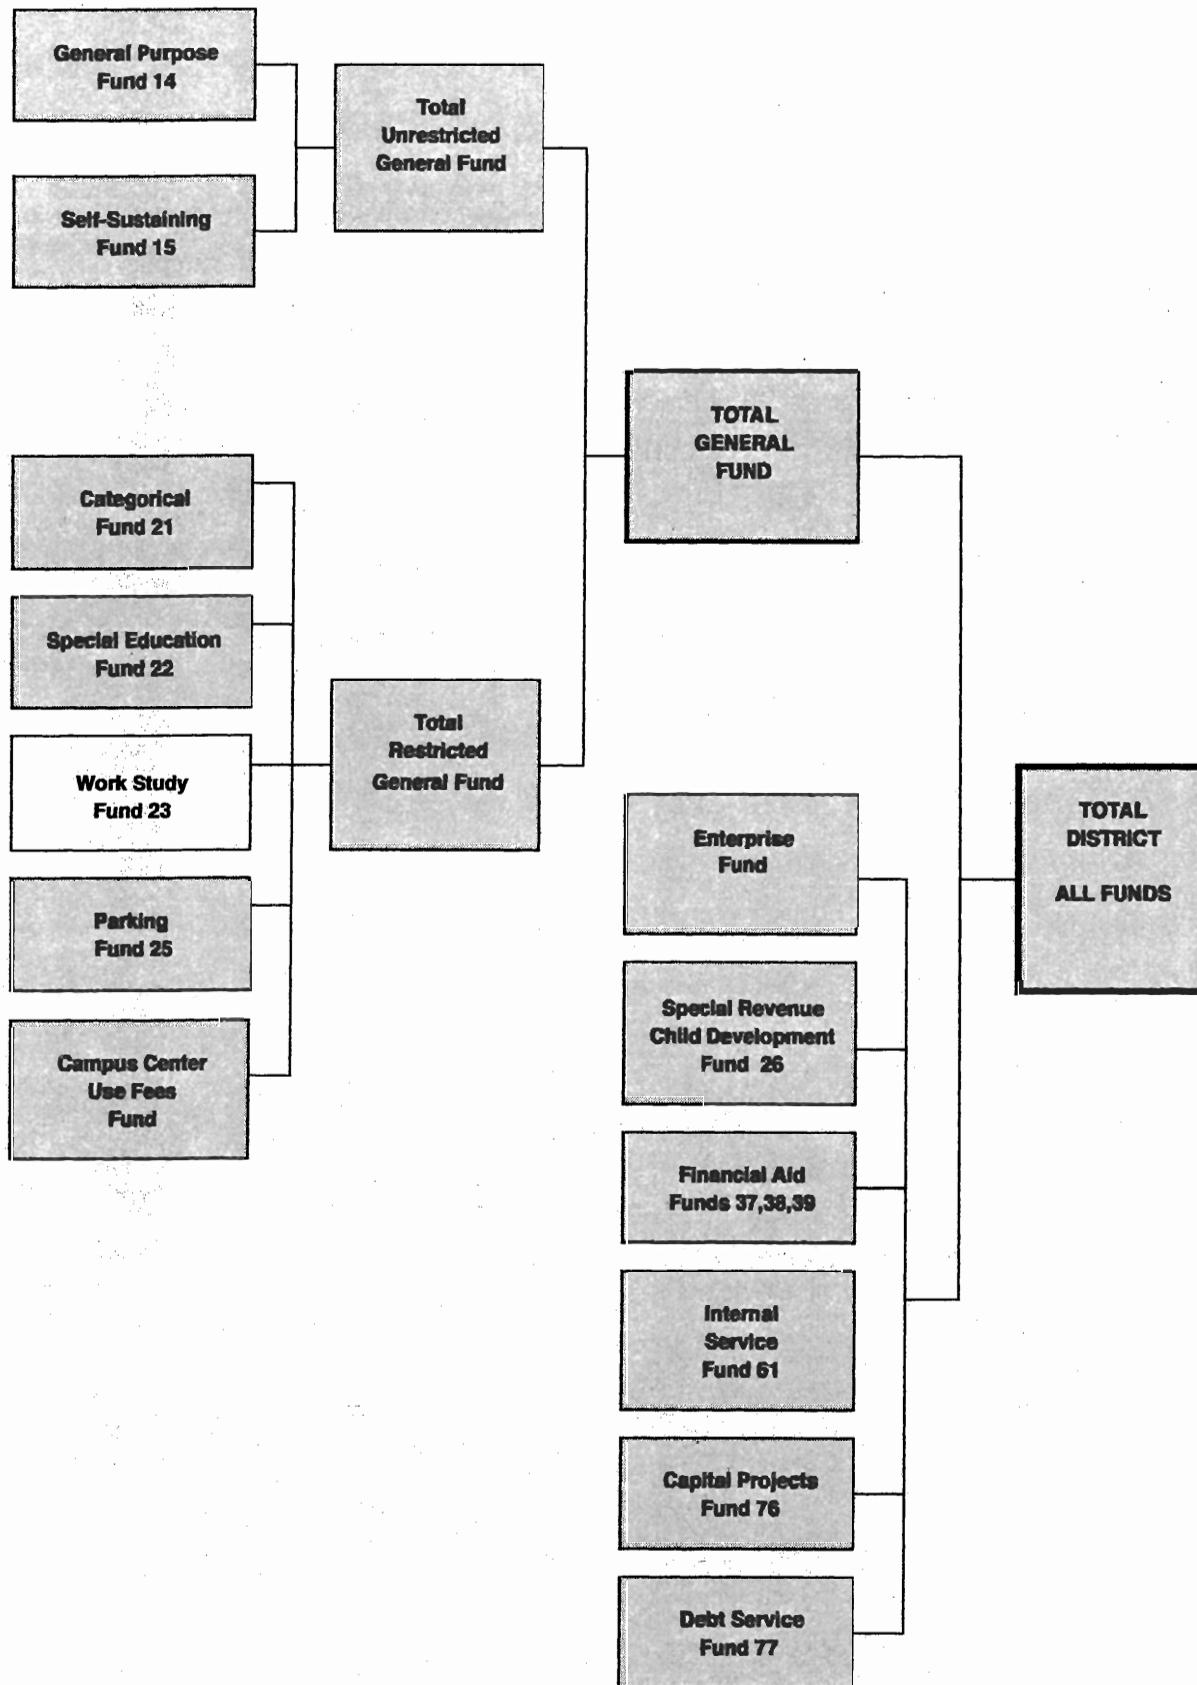 General Purpose
Fund 14
Total
Unrestricted
General Fund
Self-Sustaining
Fund 15
TOTAL
GENERAL
FUND
Categorical
Fund 21
Special Education
Fund 22
Total
Restricted
General Fund
Work Study
Fund 23
Parking
Fund 25
Campus Center
Use Fees
Fund
Enterprise
Fund
TOTAL
DISTRICT
ALL FUNDS
Special Revenue
Child Development
Fund 26
Financial Aid
Funds 37,38,39
Internal
Service
Fund 61
Capital Projects
Fund 76
Debt Service
Fund 77